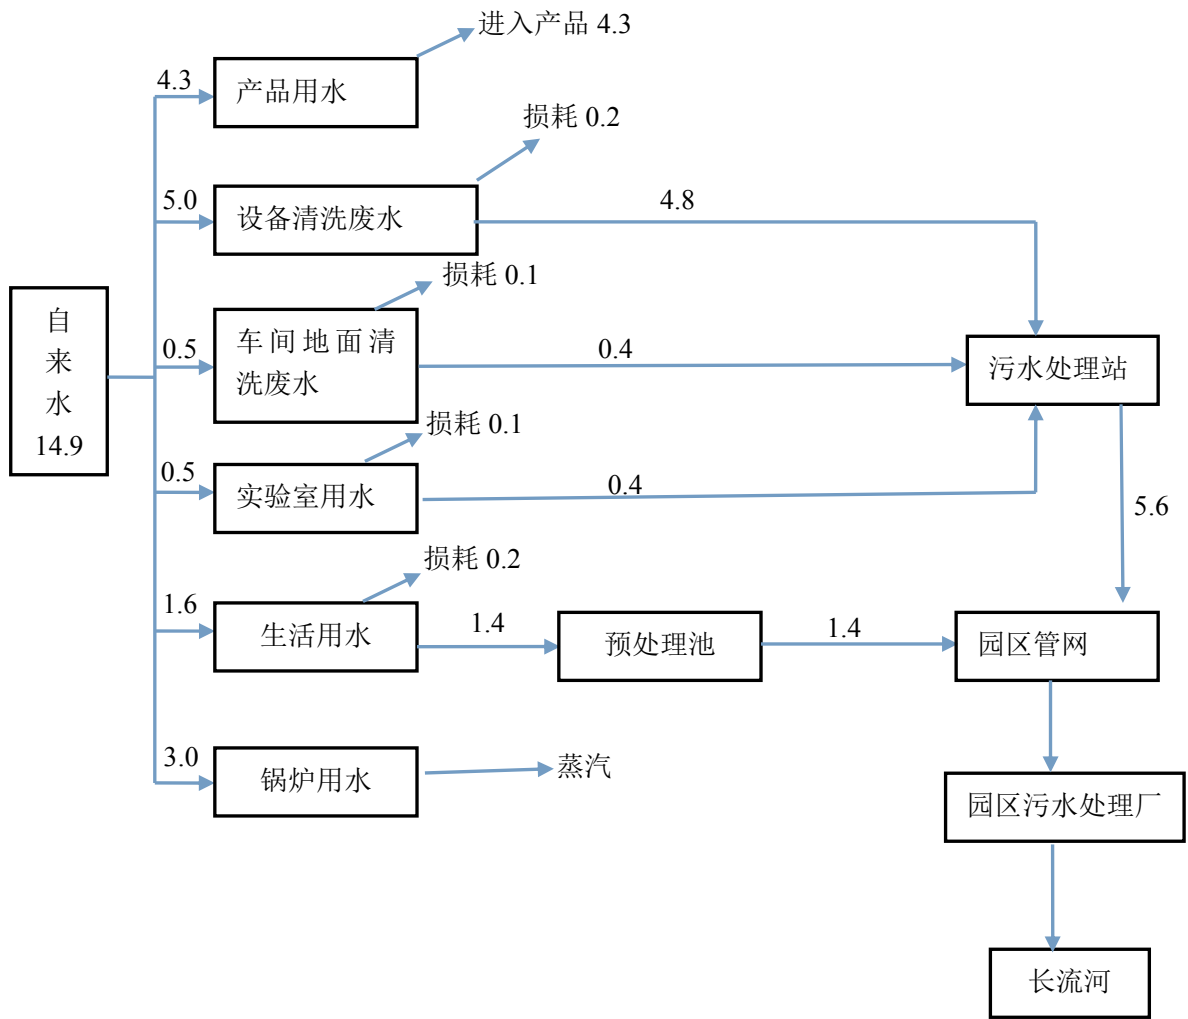 进入产品 4.3
4.3
产品用水
损耗 0.2
5.0
设备清洗废水
4.8
损耗 0.1
自
来
水
14.9
0.5
车间地面清
洗废水
0.4
污水处理站
损耗 0.1
0.5
实验室用水
0.4
5.6
损耗 0.2
1.6
生活用水
1.4
预处理池
1.4
园区管网
3.0
锅炉用水
蒸汽
园区污水处理厂
长流河